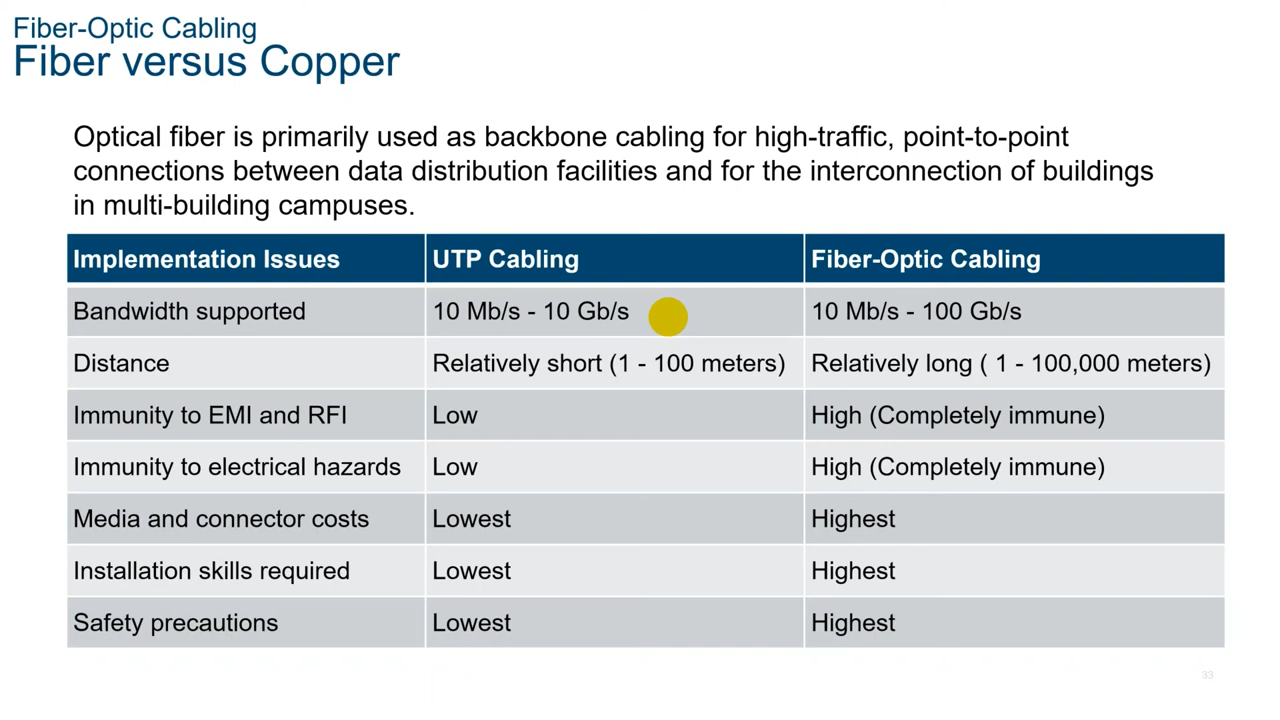 Fiber-Optic Cabling
Fiber versus Copper
Optical fiber is primarily used as backbone cabling for high-traffic, point-to-point
connections between data distribution facilities and for the interconnection of buildings
in multi-building campuses.
Implementation Issues UTP Cabling Fiber-Optic Cabling
Bandwidth supported 10 Mb/s - 10 Gb/s 10 Mb/s - 100 Gb/s
Distance Relatively short (1 - 100 meters) Relatively long ( 1 - 100,000 meters)
Immunity to EMI and RFI Low High (Completely immune)
Immunity to electrical hazards Low High (Completely immune)
Media and connector costs Lowest Highest
Installation skills required Lowest Highest
Safety precautions Lowest Highest
33